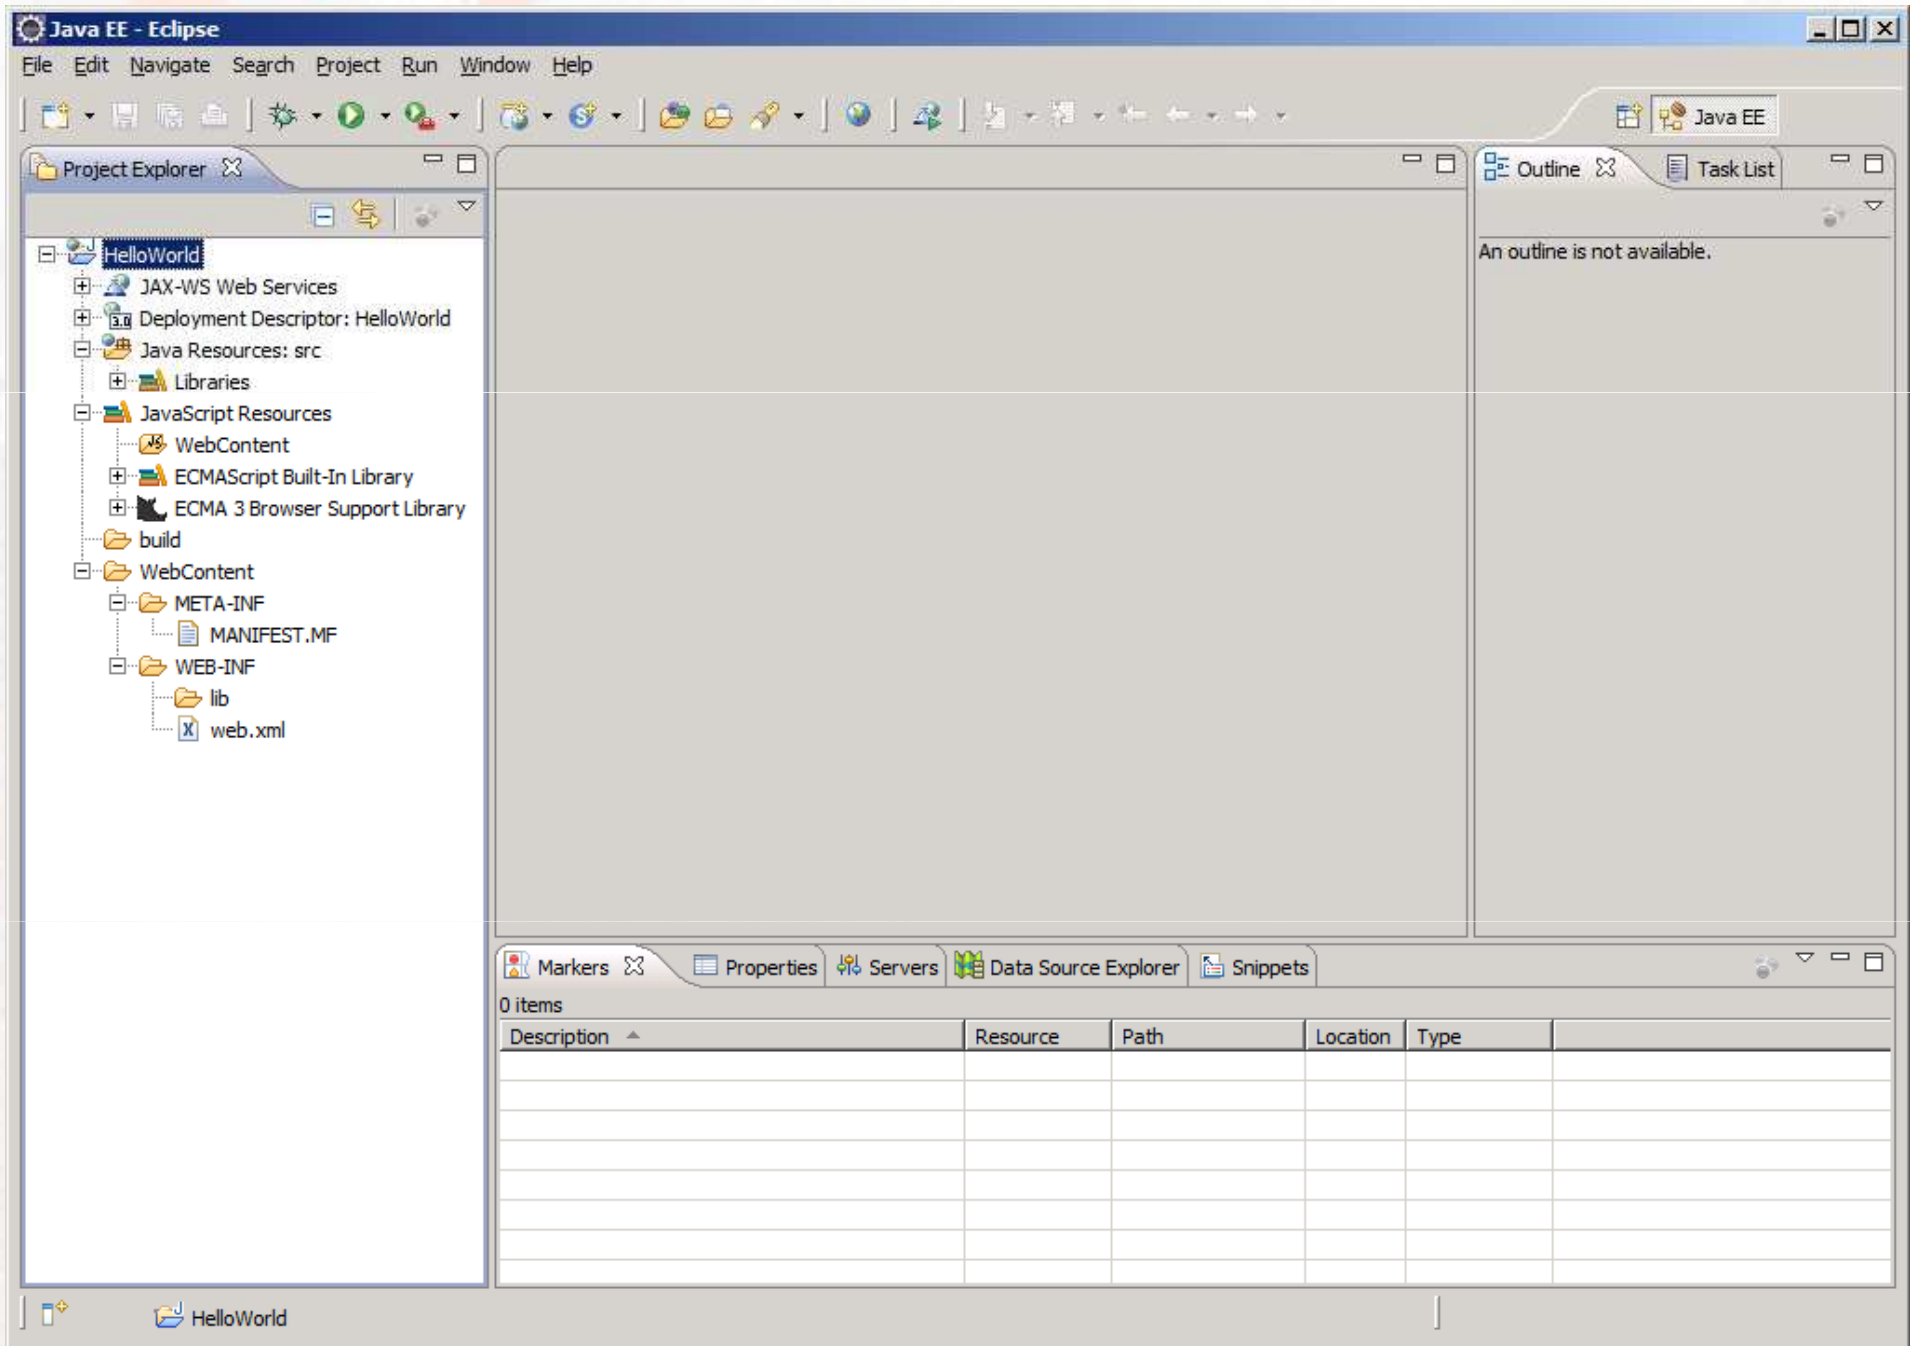 Java EE - Eclipse
File Edit Navigate Search Project Run Window Help
Java EE
Project Explorer
Outline Task List
An outline is not available.
HelloWorld
JAX-WS Web Services
3.0 Deployment Descriptor: HelloWorld
Java Resources: src
Libraries
JavaScript Resources
JS WebContent
ECMAScript Built-In Library
ECMA 3 Browser Support Library
build
WebContent
META-INF
MANIFEST.MF
WEB-INF
lib
X web.xml
Markers Properties Servers Data Source Explorer Snippets
0 items
Description Resource Path Location Type
HelloWorld